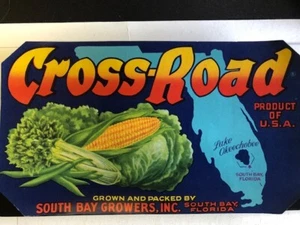 Cross-Road
PRODUCT
OF
U.S.A.
Lake
Okeechobee
SOUTH BAY,
FLORIDA
GROWN AND PACKED BY
SOUTH BAY GROWERS, INC. SOUTH BAY,
FLORIDA